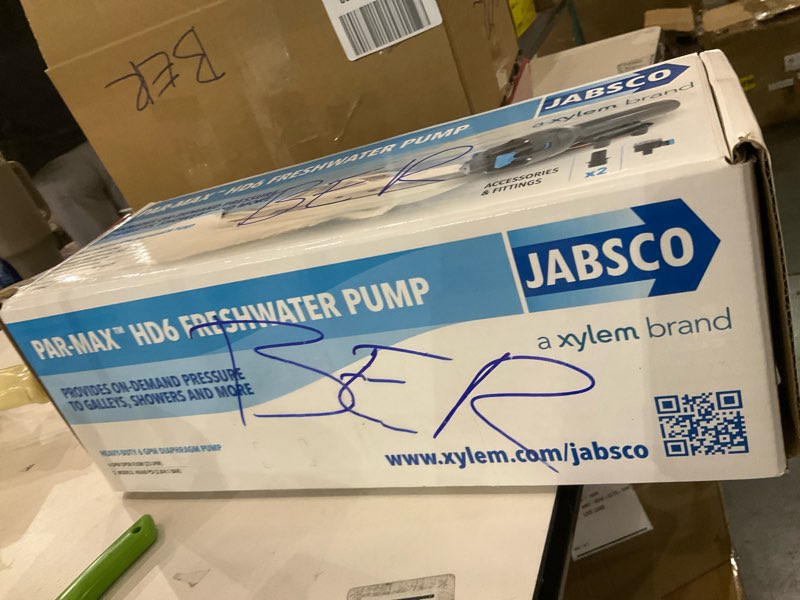 BER
PAR-MAX™ HD6 FRESHWATER PUMP
BER
ACCESSORIES
& FITTINGS
x2
JABSCO
a xylem brand
PAR-MAX™ HD6 FRESHWATER PUMP
JABSCO
a xylem brand
PROVIDES ON-DEMAND PRESSURE
TO GALLEYS, SHOWERS AND MORE
BER
HEAVY-DUTY 6 GPM DIAPHRAGM PUMP
www.xylem.com/jabsco